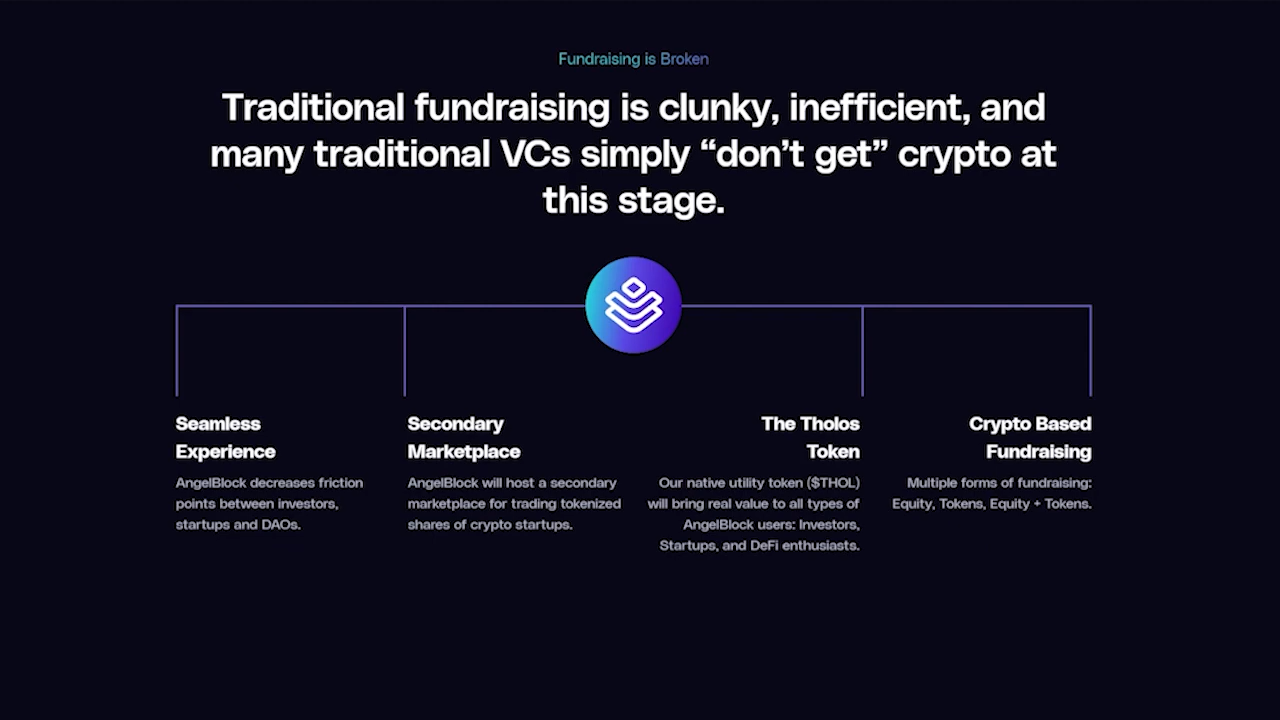 Fundraising is Broken
Traditional fundraising is clunky, inefficient, and
many traditional VCs simply “don’t get” crypto at
this stage.
Seamless
Experience
AngelBlock decreases friction
points between investors,
startups and DAOs.
Secondary
Marketplace
AngelBlock will host a secondary
marketplace for trading tokenized
shares of crypto startups.
The Tholos
Token
Our native utility token ($THOL)
will bring real value to all types of
AngelBlock users: Investors,
Startups, and DeFi enthusiasts.
Crypto Based
Fundraising
Multiple forms of fundraising:
Equity, Tokens, Equity + Tokens.